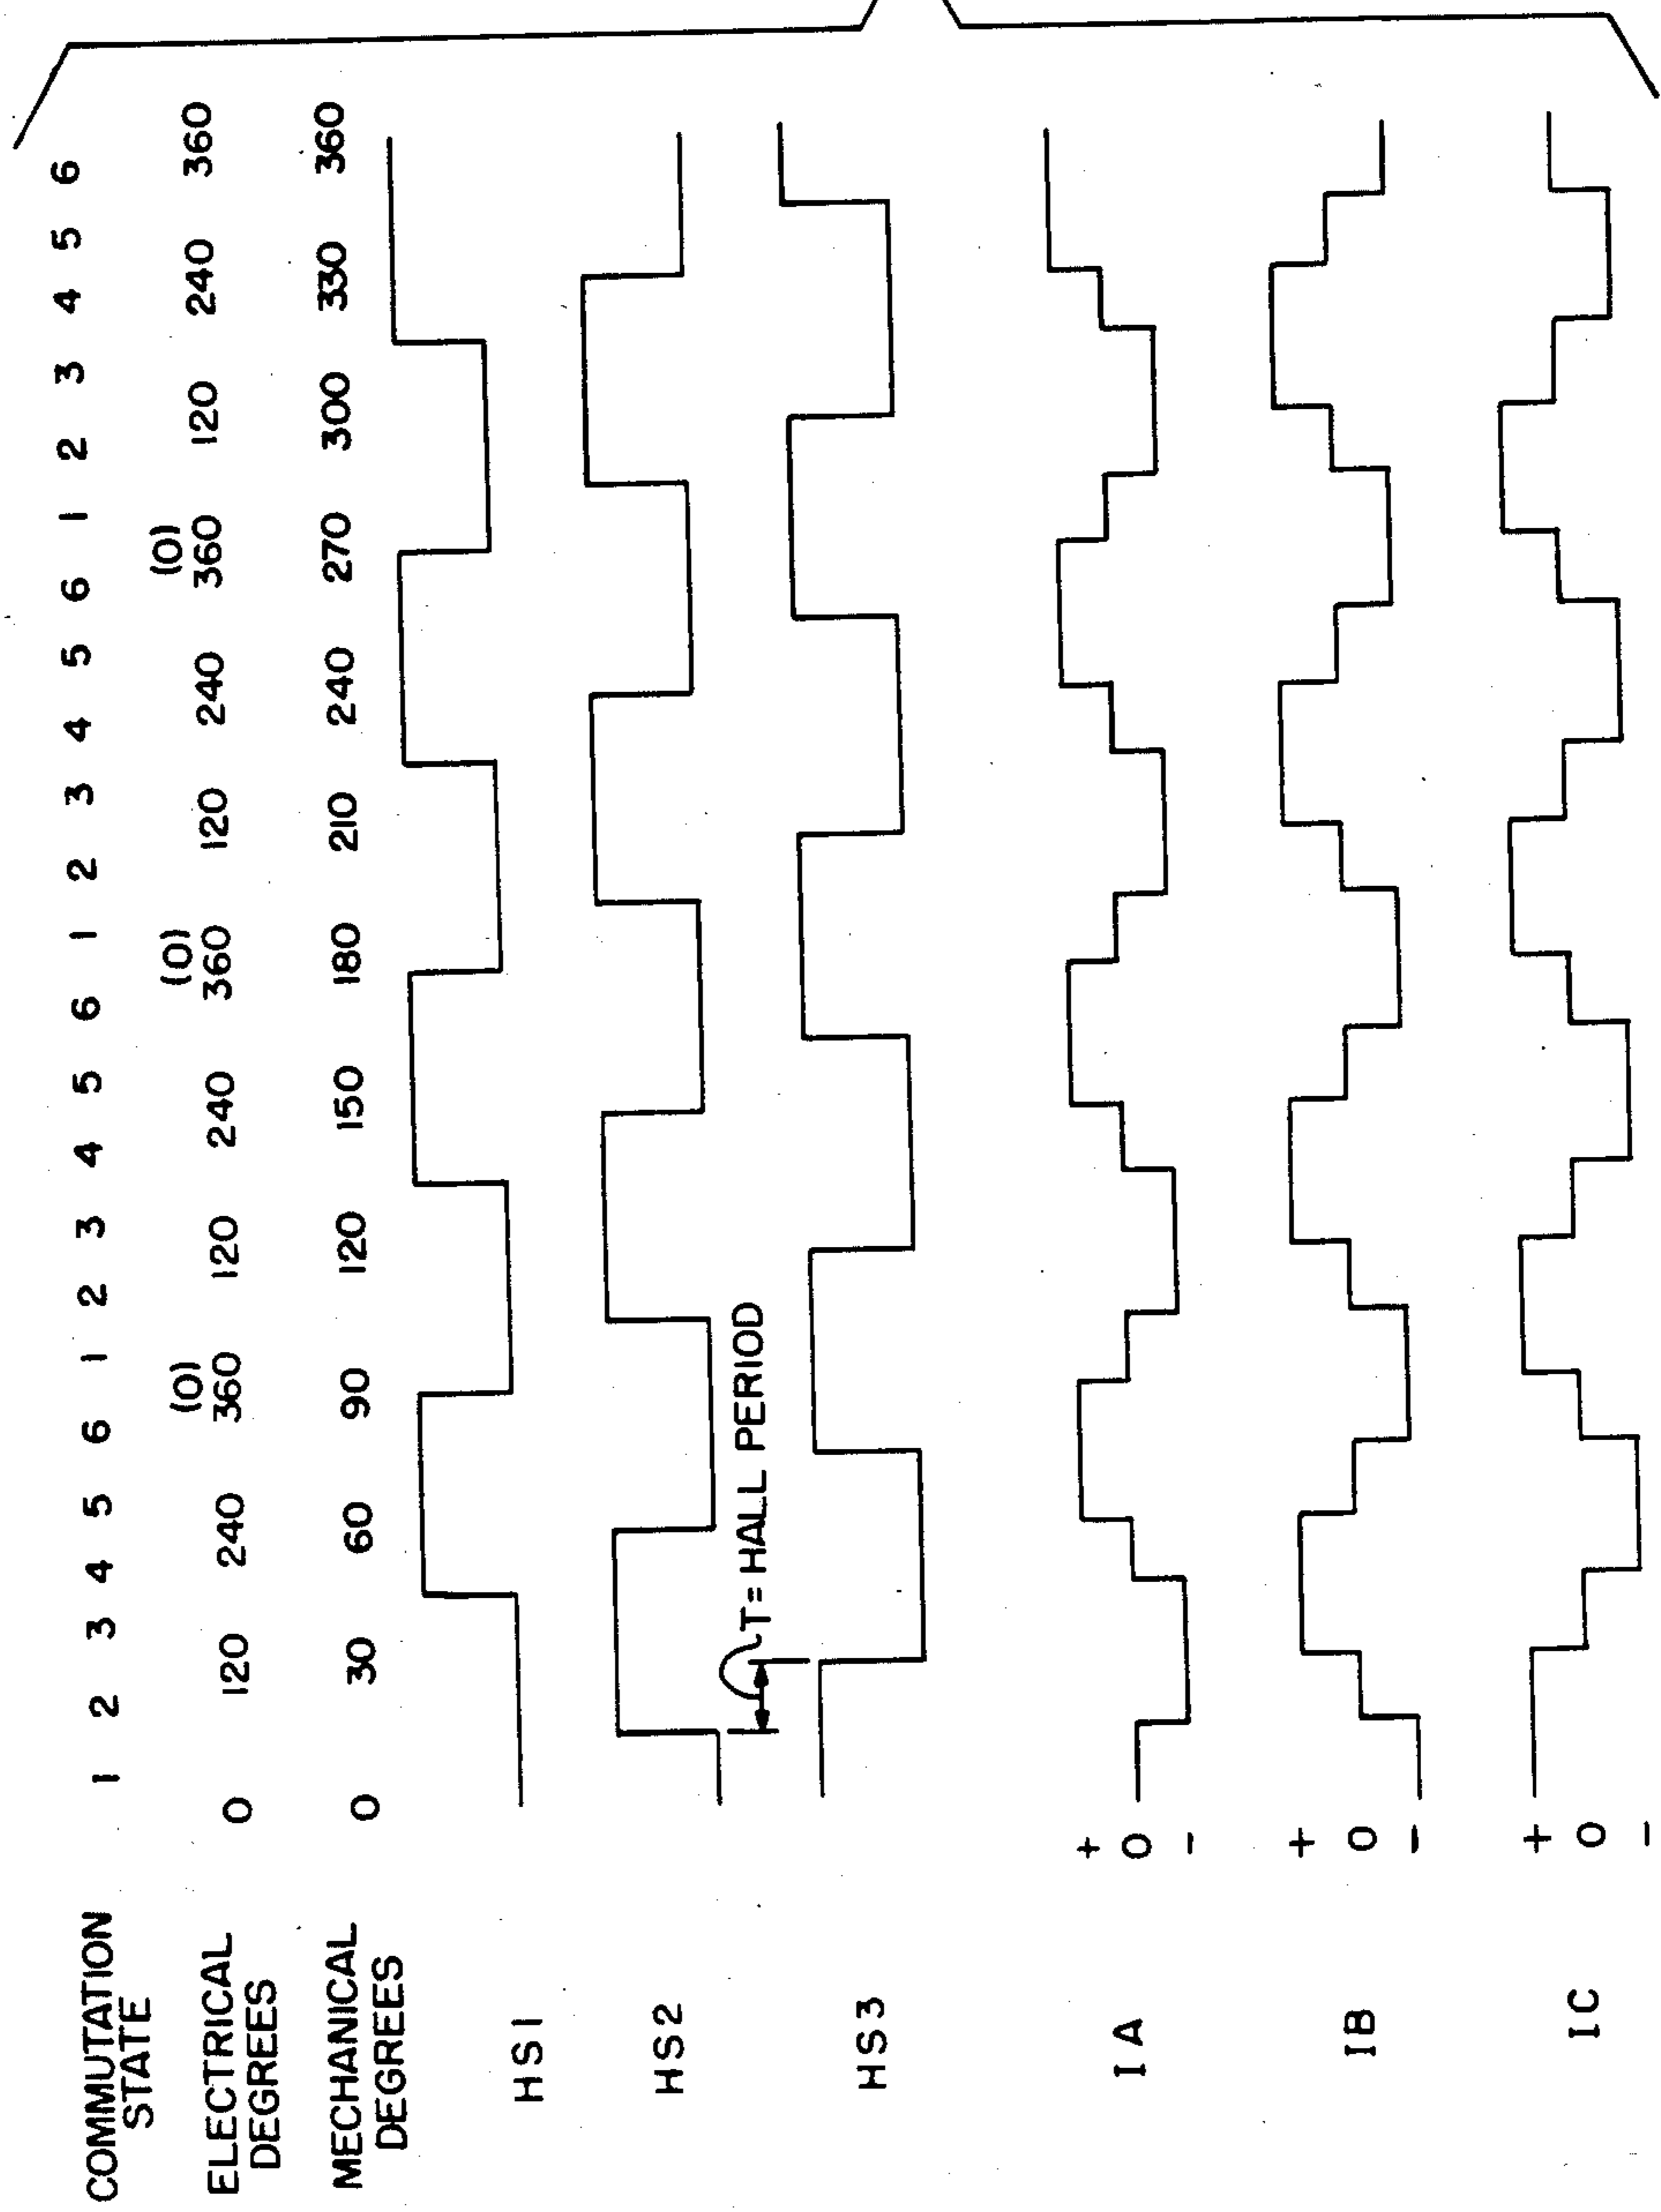 COMMUTATION STATE 1 2 3 4 5 6 1 2 3 4 5 6 1 2 3 4 5 6 1 2 3 4 5 6
(0) (0) (0)
ELECTRICAL DEGREES 0 120 240 360 120 240 360 120 240 360 120 240 360
MECHANICAL DEGREES 0 30 60 90 120 150 180 210 240 270 300 330 360
HS1
HS2
T=HALL PERIOD
HS3
+
IA 0
-
+
IB 0
-
+
IC 0
-